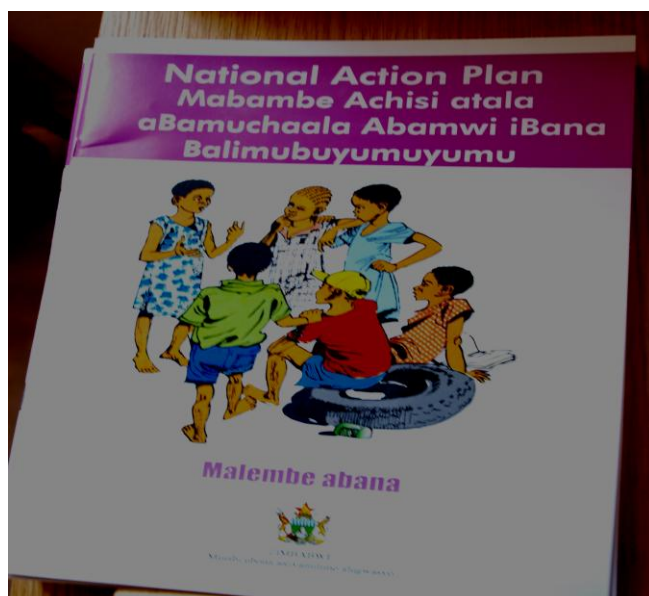 National Action Plan
Mabambe Achisi atala
aBamuchaala Abamwi iBana
Balimubuyumuyumu
Malembe abana